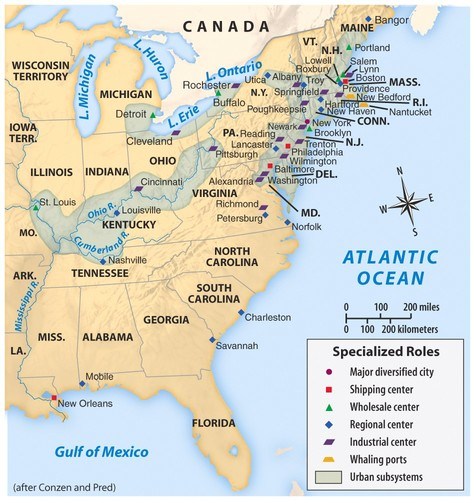 CANADA
MAINE
Bangor
VT.
N.H.
Portland
WISCONSIN
TERRITORY
L. Michigan
L. Huron
L. Ontario
Lowell
Roxbury
Salem
Lynn
Boston
MASS.
MICHIGAN
Rochester
Utica
Albany
Troy
N.Y.
Springfield
Providence
New Bedford
R.I.
Detroit
Buffalo
L. Erie
Poughkeepsie
Hartford
Nantucket
New Haven
CONN.
IOWA
TERR.
Cleveland
PA.
Reading
Newark
New York
Brooklyn
N.J.
OHIO
Lancaster
Trenton
Pittsburgh
Philadelphia
Wilmington
ILLINOIS
INDIANA
Baltimore
DEL.
Cincinnati
VIRGINIA
Alexandria
Washington
St. Louis
Ohio R.
Louisville
Richmond
MD.
KENTUCKY
Petersburg
MO.
Cumberland R.
Norfolk
Nashville
TENNESSEE
NORTH
CAROLINA
ATLANTIC
OCEAN
ARK.
Mississippi R.
SOUTH
CAROLINA
0 100 200 miles
0 100 200 kilometers
MISS.
ALABAMA
GEORGIA
Charleston
LA.
Savannah
Mobile
New Orleans
FLORIDA
Gulf of Mexico
(after Conzen and Pred)
Specialized Roles
Major diversified city
Shipping center
Wholesale center
Regional center
Industrial center
Whaling ports
Urban subsystems
N
E
S
W